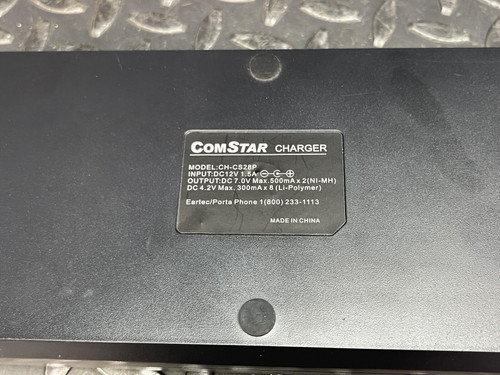 COMSTAR CHARGER
MODEL:CH-CS28P
INPUT:DC12V 1.5A
OUTPUT:DC 7.0V Max.500mA x 2(NI-MH)
DC 4.2V Max. 300mA x 8 (Li-Polymer)
Eartec/Porta Phone 1(800) 233-1113
MADE IN CHINA